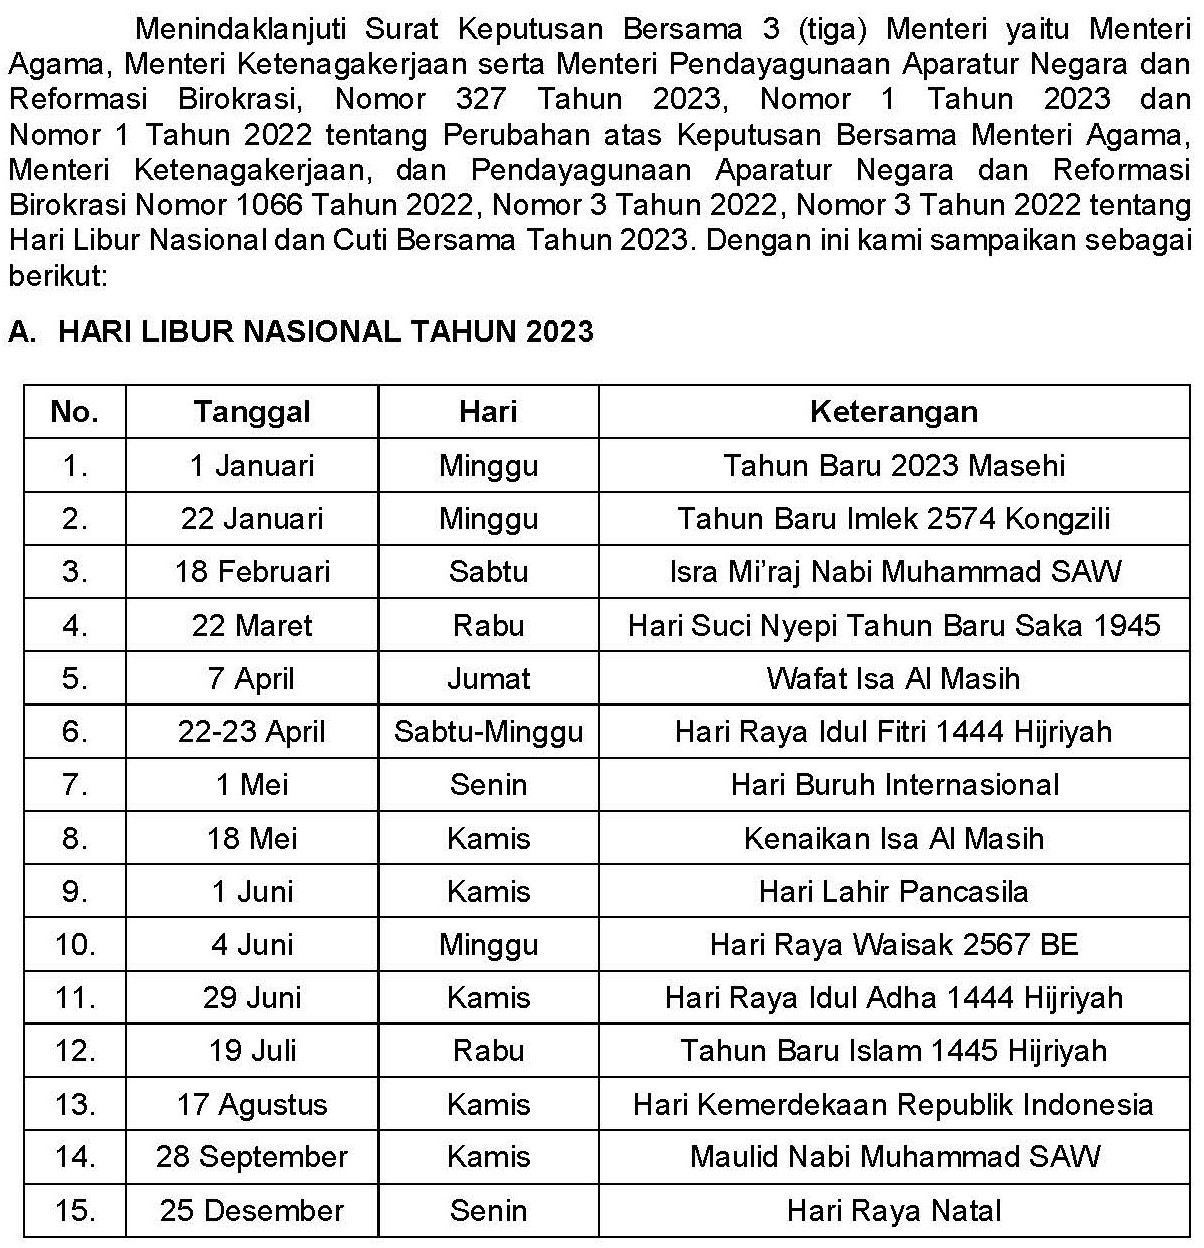 Menindaklanjuti Surat Keputusan Bersama 3 (tiga) Menteri yaitu Menteri
Agama, Menteri Ketenagakerjaan serta Menteri Pendayagunaan Aparatur Negara dan
Reformasi Birokrasi, Nomor 327 Tahun 2023, Nomor 1 Tahun 2023 dan
Nomor 1 Tahun 2022 tentang Perubahan atas Keputusan Bersama Menteri Agama,
Menteri Ketenagakerjaan, dan Pendayagunaan Aparatur Negara dan Reformasi
Birokrasi Nomor 1066 Tahun 2022, Nomor 3 Tahun 2022, Nomor 3 Tahun 2022 tentang
Hari Libur Nasional dan Cuti Bersama Tahun 2023. Dengan ini kami sampaikan sebagai
berikut:
A. HARI LIBUR NASIONAL TAHUN 2023
No. Tanggal Hari Keterangan
1. 1 Januari Minggu Tahun Baru 2023 Masehi
2. 22 Januari Minggu Tahun Baru Imlek 2574 Kongzili
3. 18 Februari Sabtu Isra Mi'raj Nabi Muhammad SAW
4. 22 Maret Rabu Hari Suci Nyepi Tahun Baru Saka 1945
5. 7 April Jumat Wafat Isa Al Masih
6. 22-23 April Sabtu-Minggu Hari Raya Idul Fitri 1444 Hijriyah
7. 1 Mei Senin Hari Buruh Internasional
8. 18 Mei Kamis Kenaikan Isa Al Masih
9. 1 Juni Kamis Hari Lahir Pancasila
10. 4 Juni Minggu Hari Raya Waisak 2567 BE
11. 29 Juni Kamis Hari Raya Idul Adha 1444 Hijriyah
12. 19 Juli Rabu Tahun Baru Islam 1445 Hijriyah
13. 17 Agustus Kamis Hari Kemerdekaan Republik Indonesia
14. 28 September Kamis Maulid Nabi Muhammad SAW
15. 25 Desember Senin Hari Raya Natal